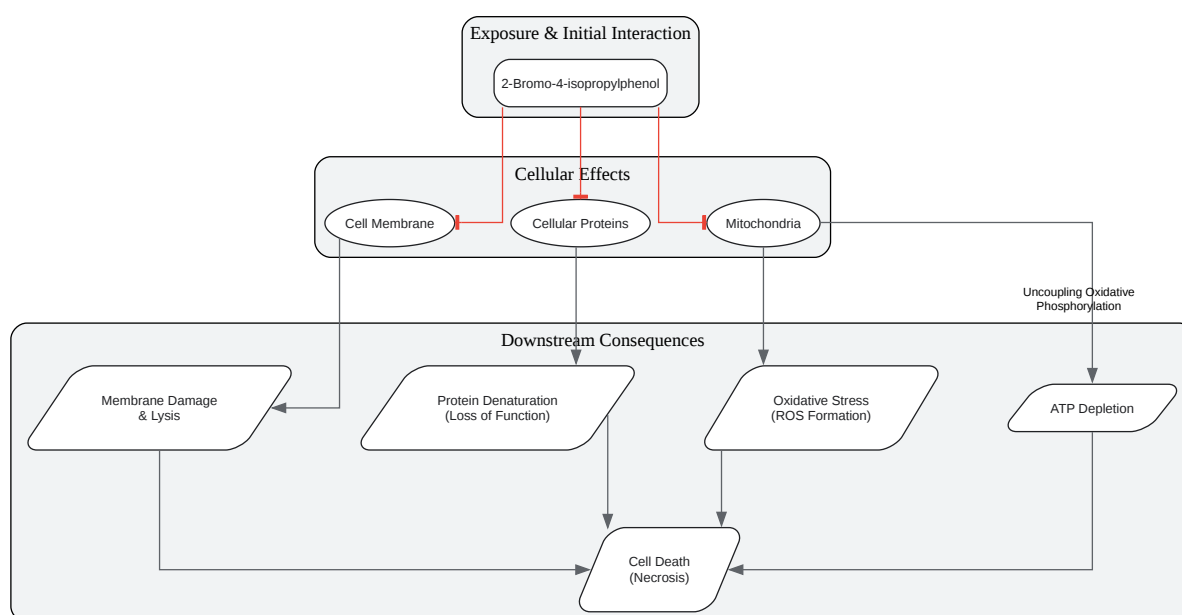 Exposure & Initial Interaction
2-Bromo-4-isopropylphenol
Cellular Effects
Cell Membrane
Cellular Proteins
Mitochondria
Uncoupling Oxidative
Phosphorylation
Downstream Consequences
Membrane Damage
& Lysis
Protein Denaturation
(Loss of Function)
Oxidative Stress
(ROS Formation)
ATP Depletion
Cell Death
(Necrosis)